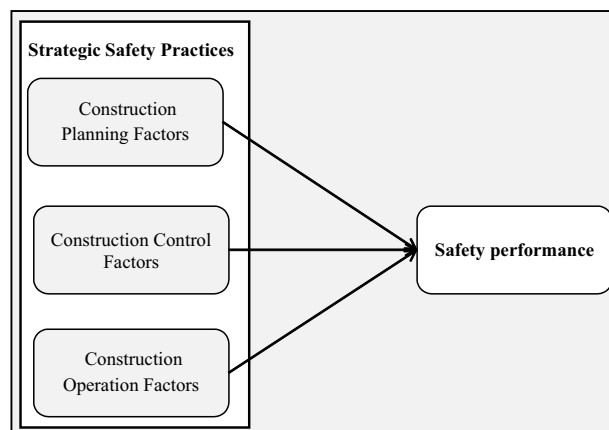 Strategic Safety Practices
Construction
Planning Factors
Construction Control
Factors
Safety performance
Construction
Operation Factors